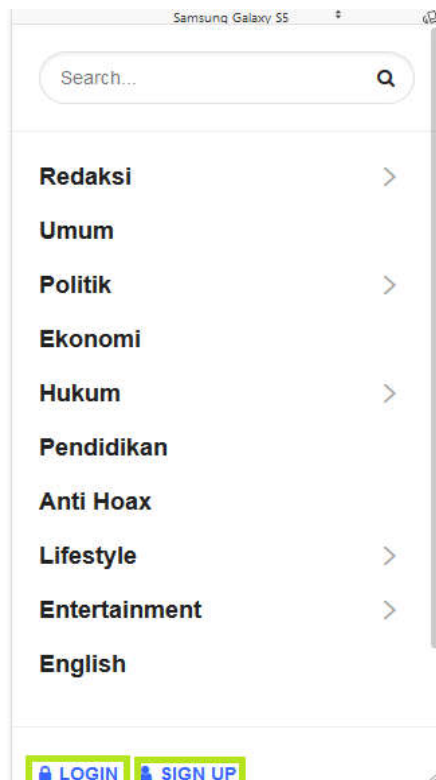 Samsung Galaxy S5
Search...
Redaksi
Umum
Politik
Ekonomi
Hukum
Pendidikan
Anti Hoax
Lifestyle
Entertainment
English
LOGIN SIGN UP